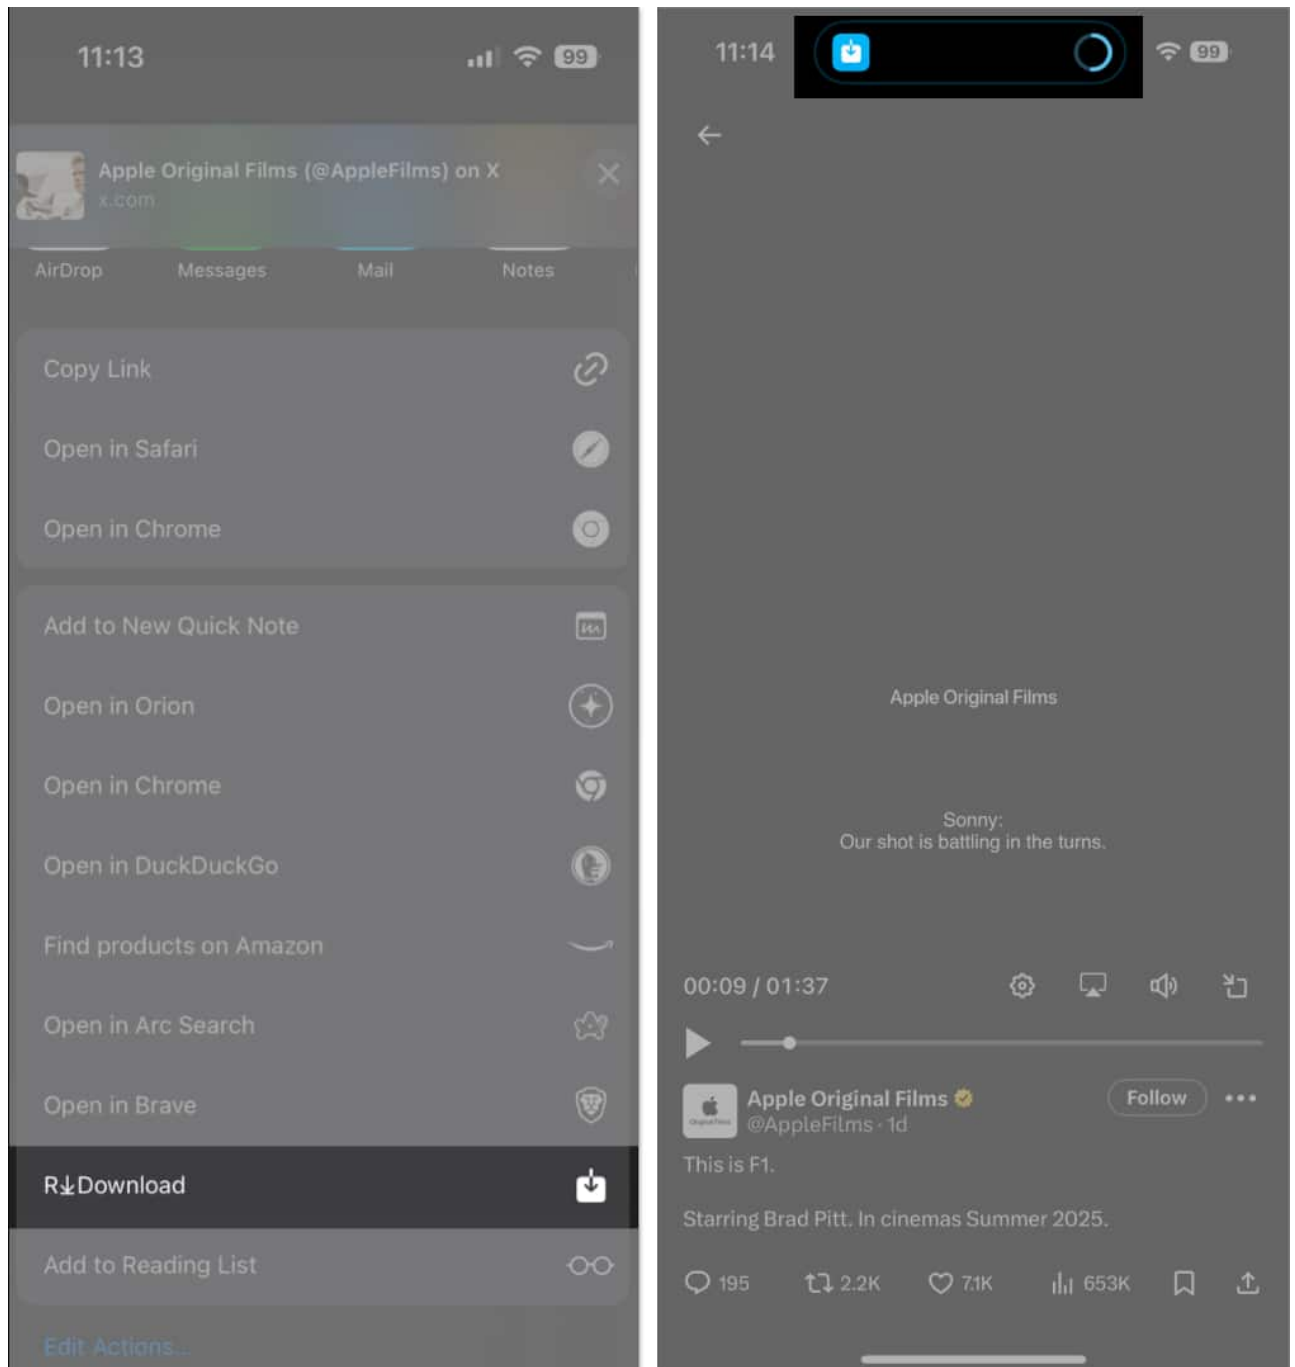 11:13
99
Apple Original Films (@AppleFilms) on X
x.com
AirDrop
Messages
Mail
Notes
Copy Link
Open in Safari
Open in Chrome
Add to New Quick Note
Open in Orion
Open in Chrome
Open in DuckDuckGo
Find products on Amazon
Open in Arc Search
Open in Brave
R↓Download
Add to Reading List
Edit Actions...
11:14
99
Apple Original Films
Sonny:
Our shot is battling in the turns.
00:09 / 01:37
Apple Original Films
Follow
@AppleFilms · 1d
This is F1.
Starring Brad Pitt. In cinemas Summer 2025.
195
2.2K
7.1K
653K